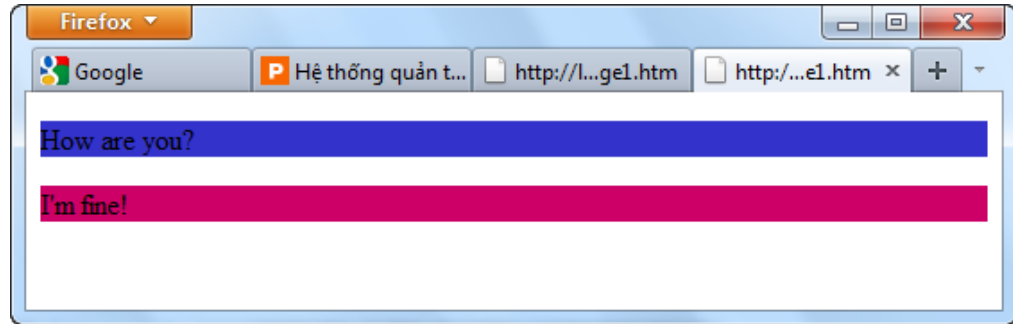 Firefox
Google
Hệ thống quản t...
http://l...ge1.htm
http:/...e1.htm
How are you?
I'm fine!